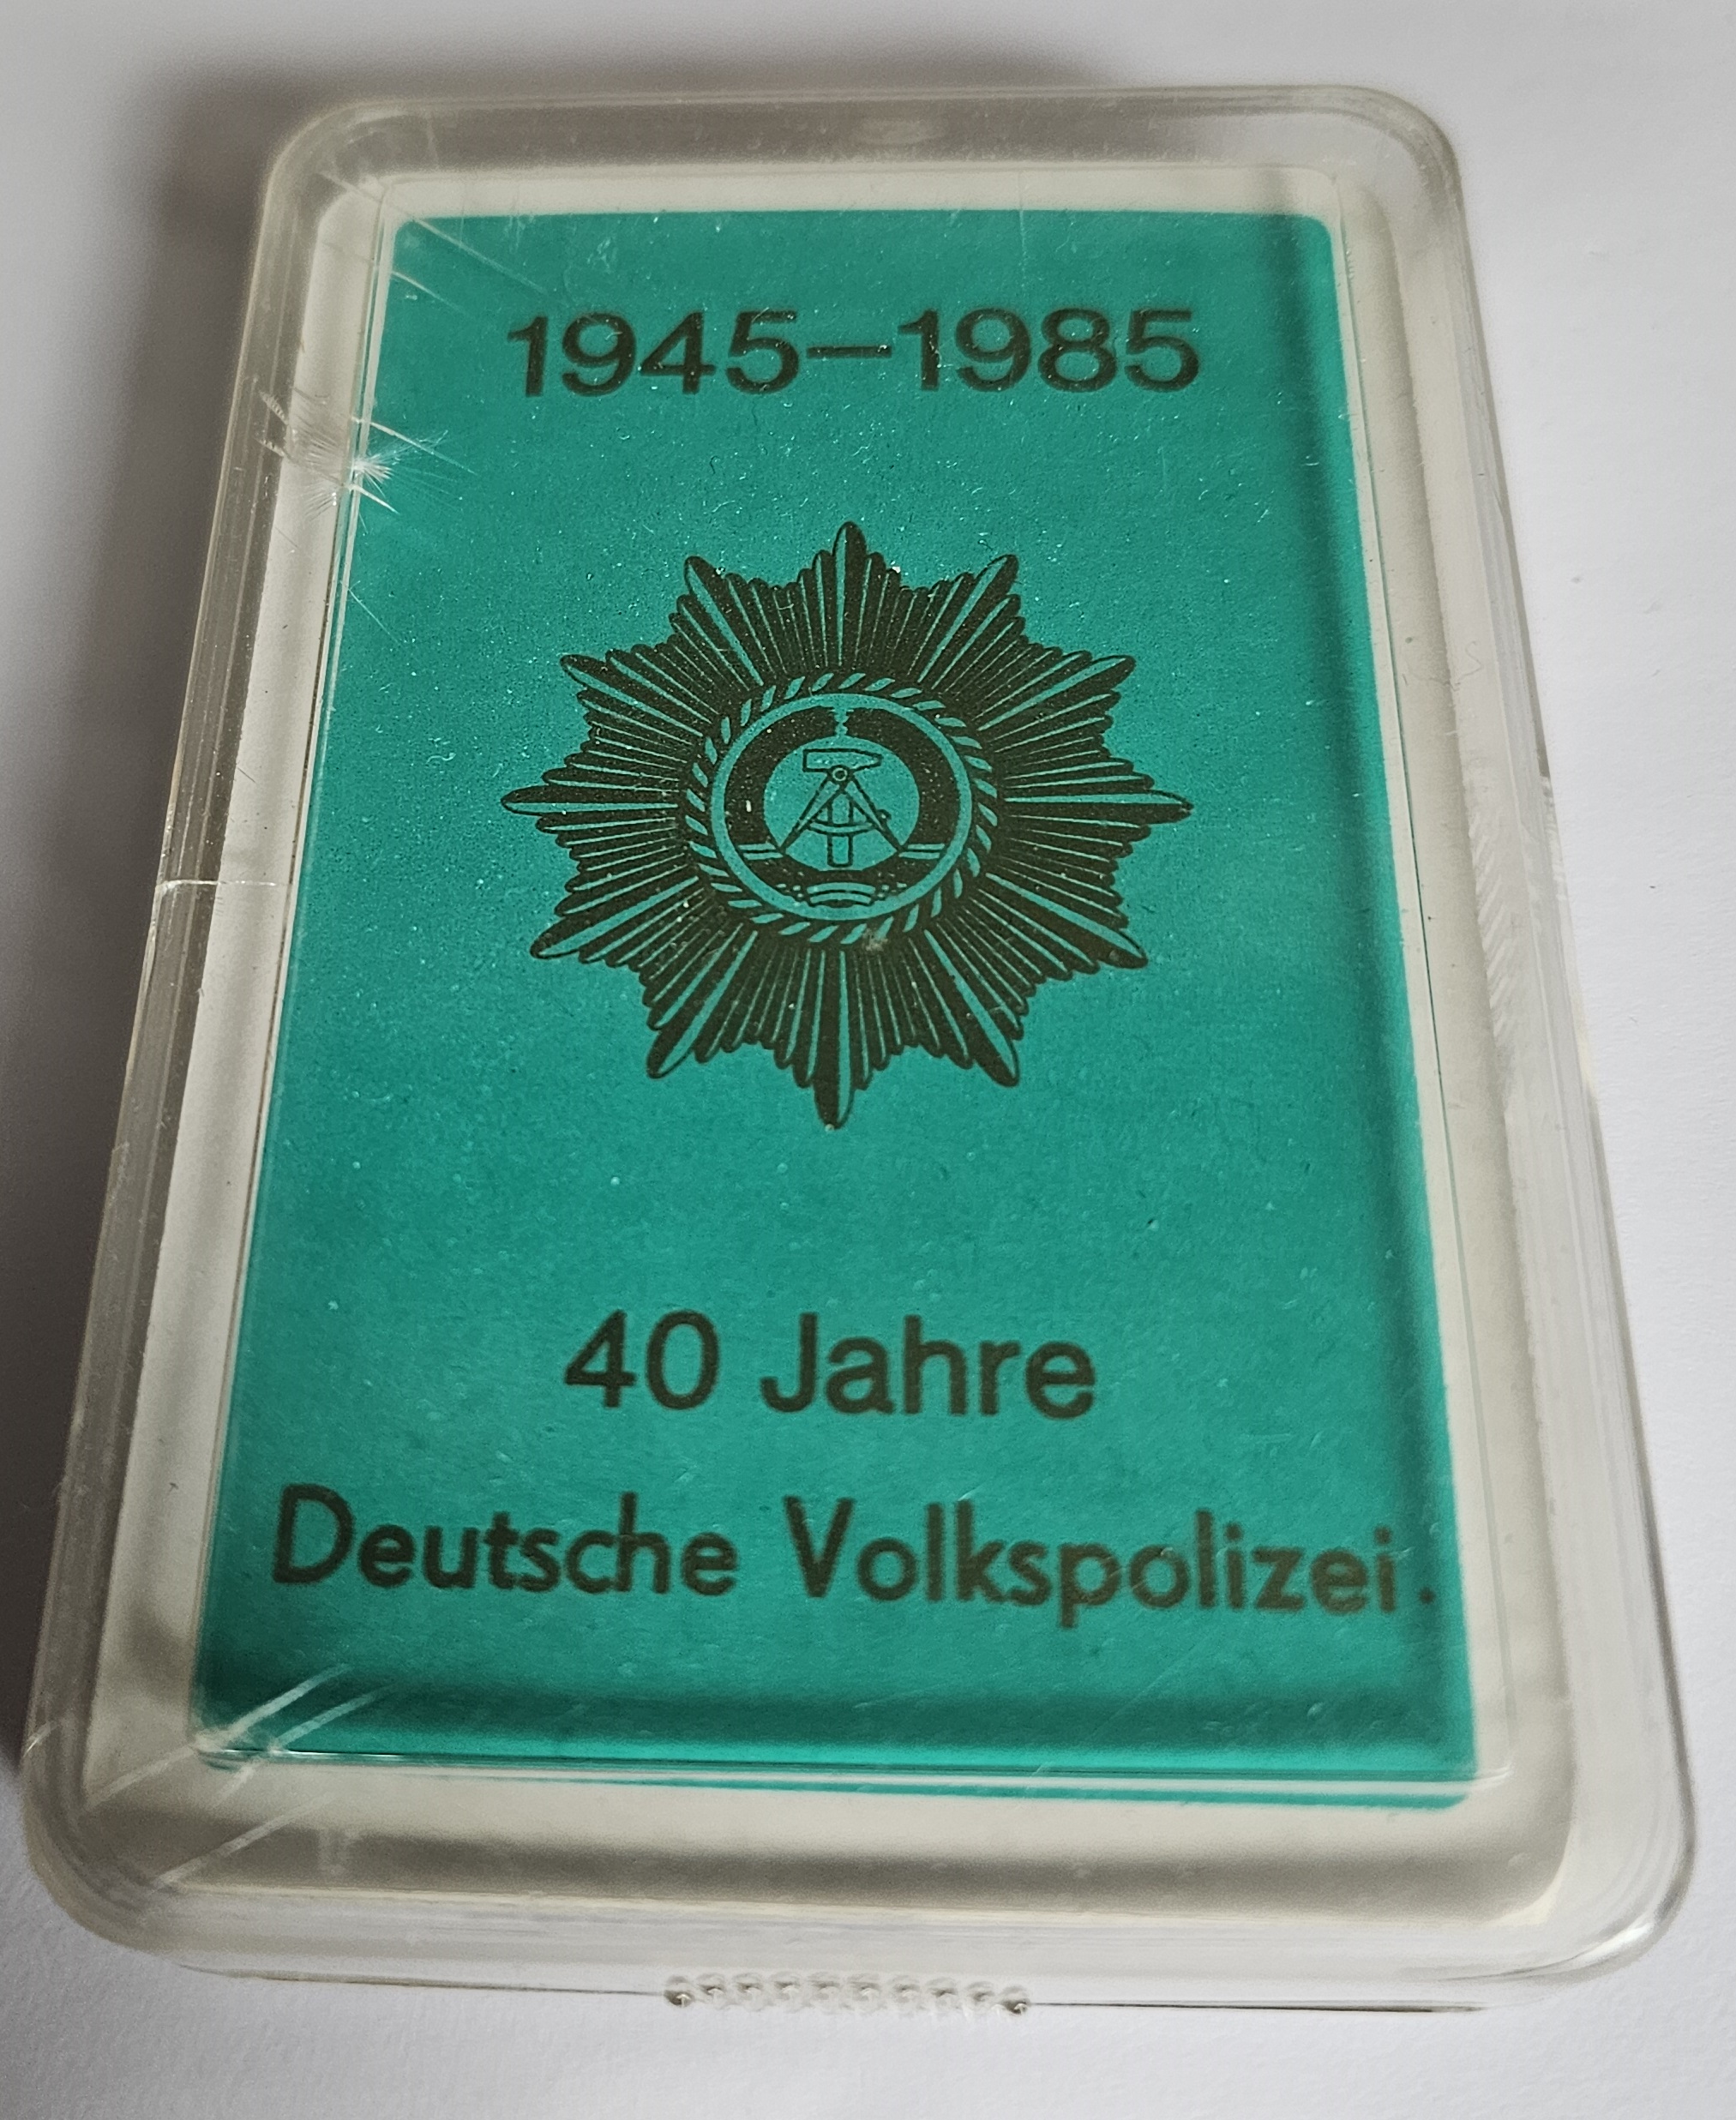 1945–1985
40 Jahre
Deutsche Volkspolizei.